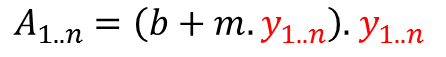 A₁..ₙ = (b + m. y₁..ₙ). y₁..ₙ